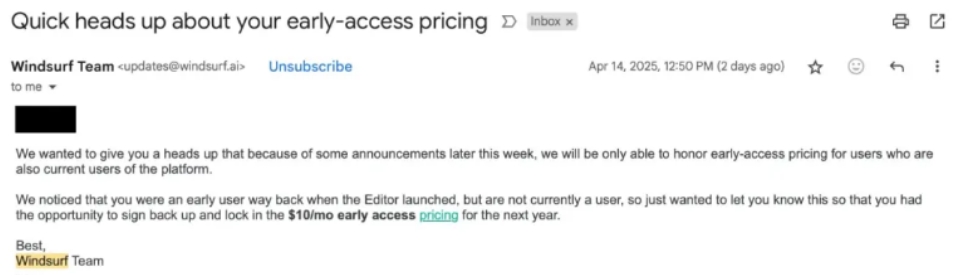 Quick heads up about your early-access pricing Inbox ×
Windsurf Team <updates@windsurf.ai> Unsubscribe Apr 14, 2025, 12:50 PM (2 days ago)
to me
We wanted to give you a heads up that because of some announcements later this week, we will be only able to honor early-access pricing for users who are
also current users of the platform.
We noticed that you were an early user way back when the Editor launched, but are not currently a user, so just wanted to let you know this so that you had
the opportunity to sign back up and lock in the $10/mo early access pricing for the next year.
Best,
Windsurf Team